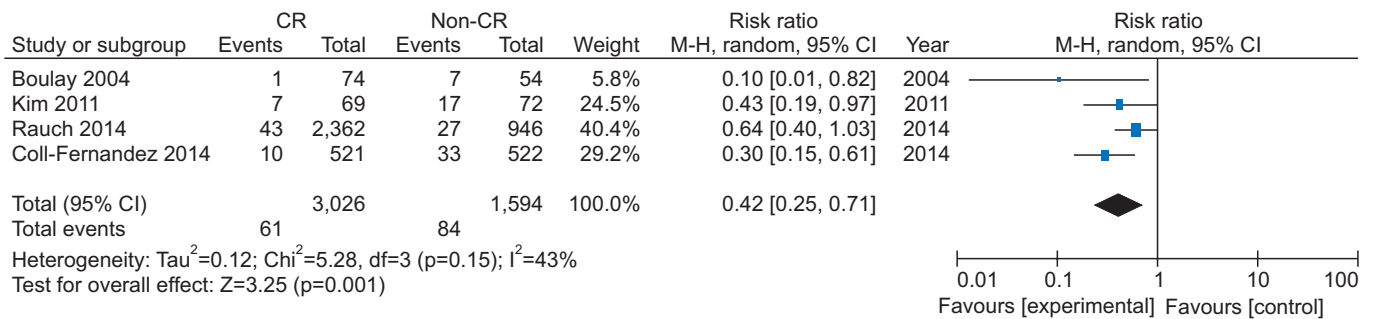 CR Non-CR Risk ratio Risk ratio
Study or subgroup Events Total Events Total Weight M-H, random, 95% CI Year M-H, random, 95% CI
Boulay 2004 1 74 7 54 5.8% 0.10 [0.01, 0.82] 2004
Kim 2011 7 69 17 72 24.5% 0.43 [0.19, 0.97] 2011
Rauch 2014 43 2,362 27 946 40.4% 0.64 [0.40, 1.03] 2014
Coll-Fernandez 2014 10 521 33 522 29.2% 0.30 [0.15, 0.61] 2014
Total (95% CI) 3,026 1,594 100.0% 0.42 [0.25, 0.71]
Total events 61 84
Heterogeneity: Tau²=0.12; Chi²=5.28, df=3 (p=0.15); I²=43%
Test for overall effect: Z=3.25 (p=0.001)
0.01 0.1 1 10 100
Favours [experimental] Favours [control]